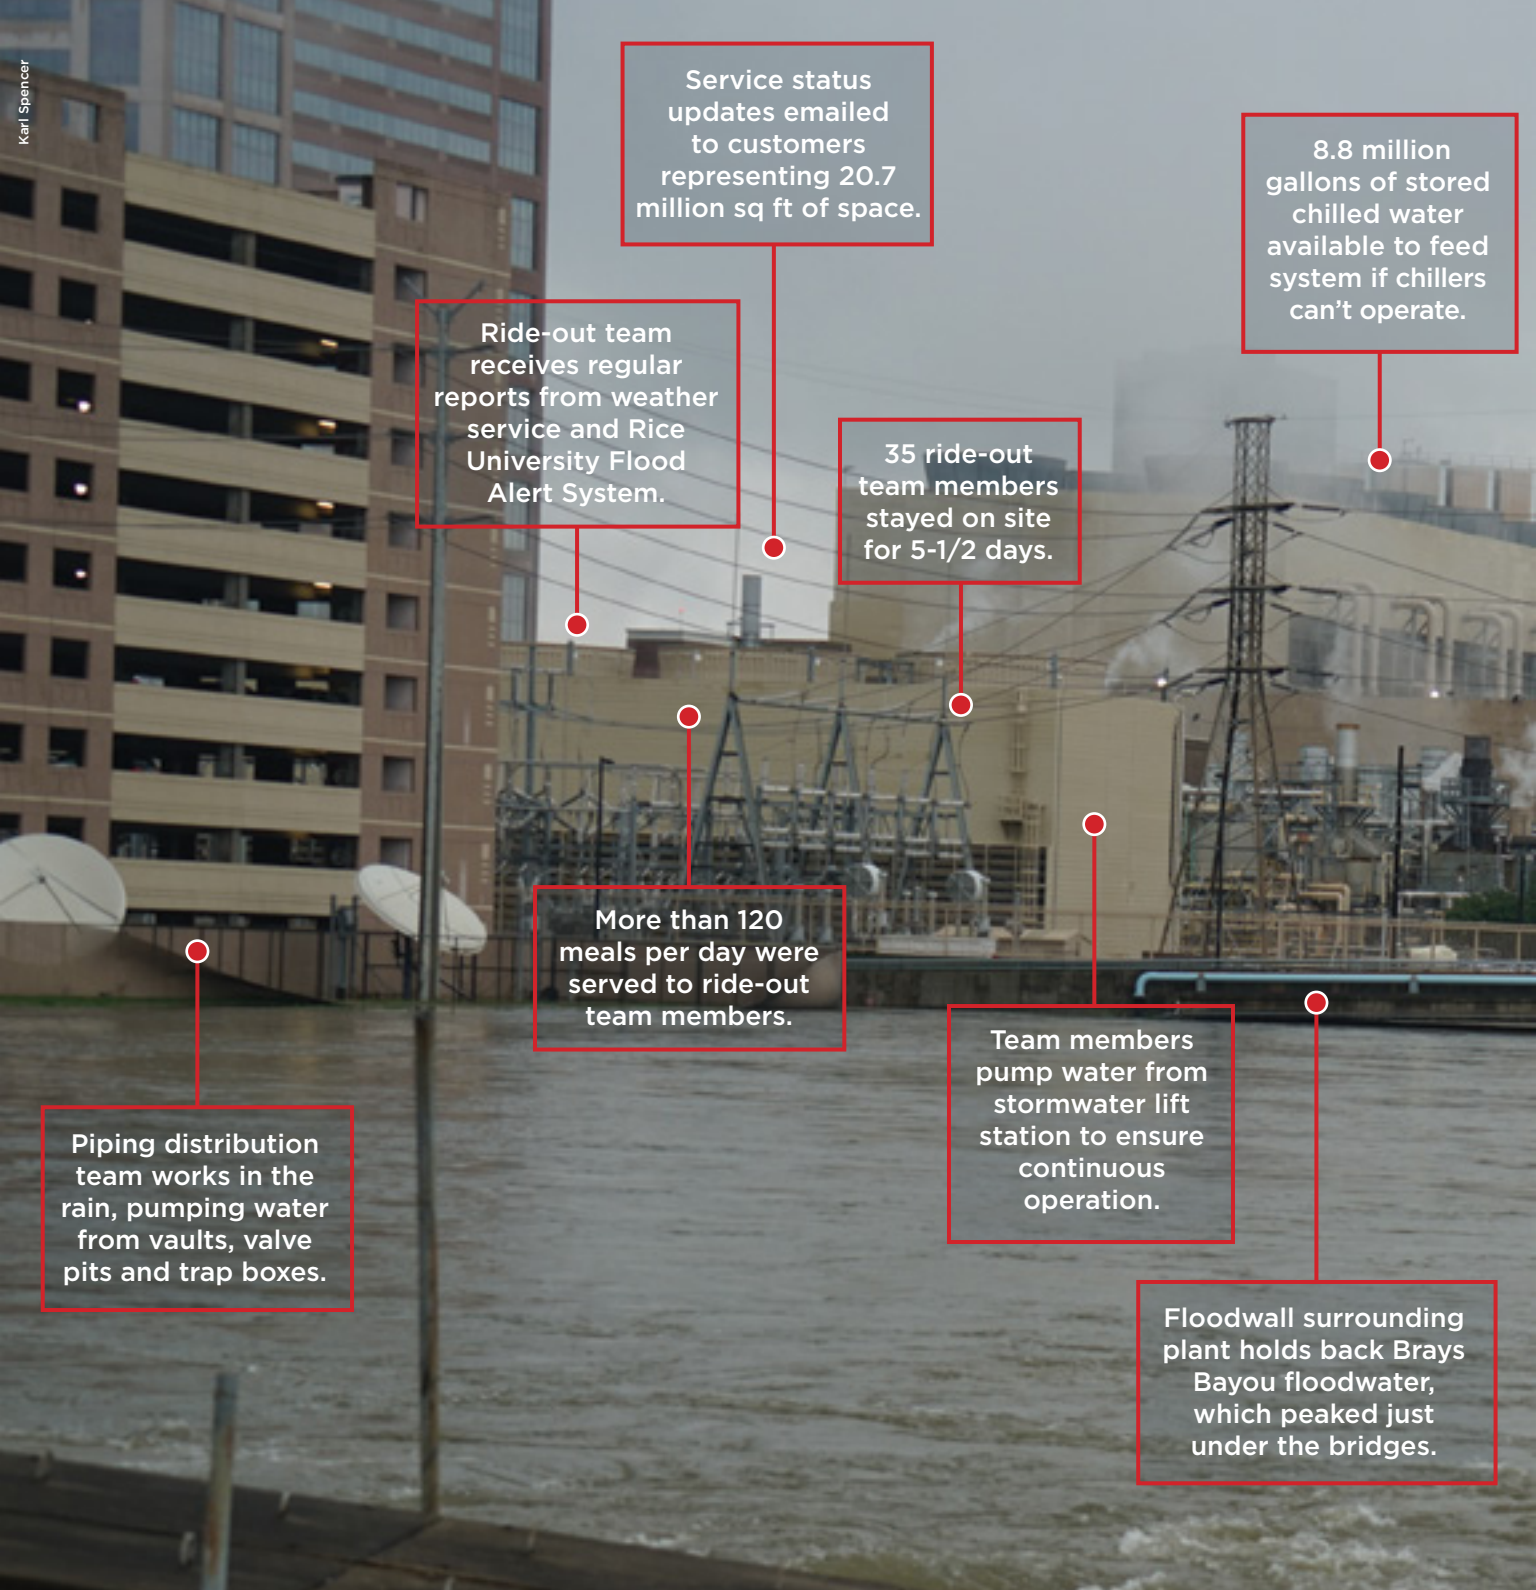 Karl Spencer
Service status
updates emailed
to customers
representing 20.7
million sq ft of space.
8.8 million
gallons of stored
chilled water
available to feed
system if chillers
can’t operate.
Ride-out team
receives regular
reports from weather
service and Rice
University Flood
Alert System.
35 ride-out
team members
stayed on site
for 5-1/2 days.
More than 120
meals per day were
served to ride-out
team members.
Team members
pump water from
stormwater lift
station to ensure
continuous
operation.
Piping distribution
team works in the
rain, pumping water
from vaults, valve
pits and trap boxes.
Floodwall surrounding
plant holds back Brays
Bayou floodwater,
which peaked just
under the bridges.